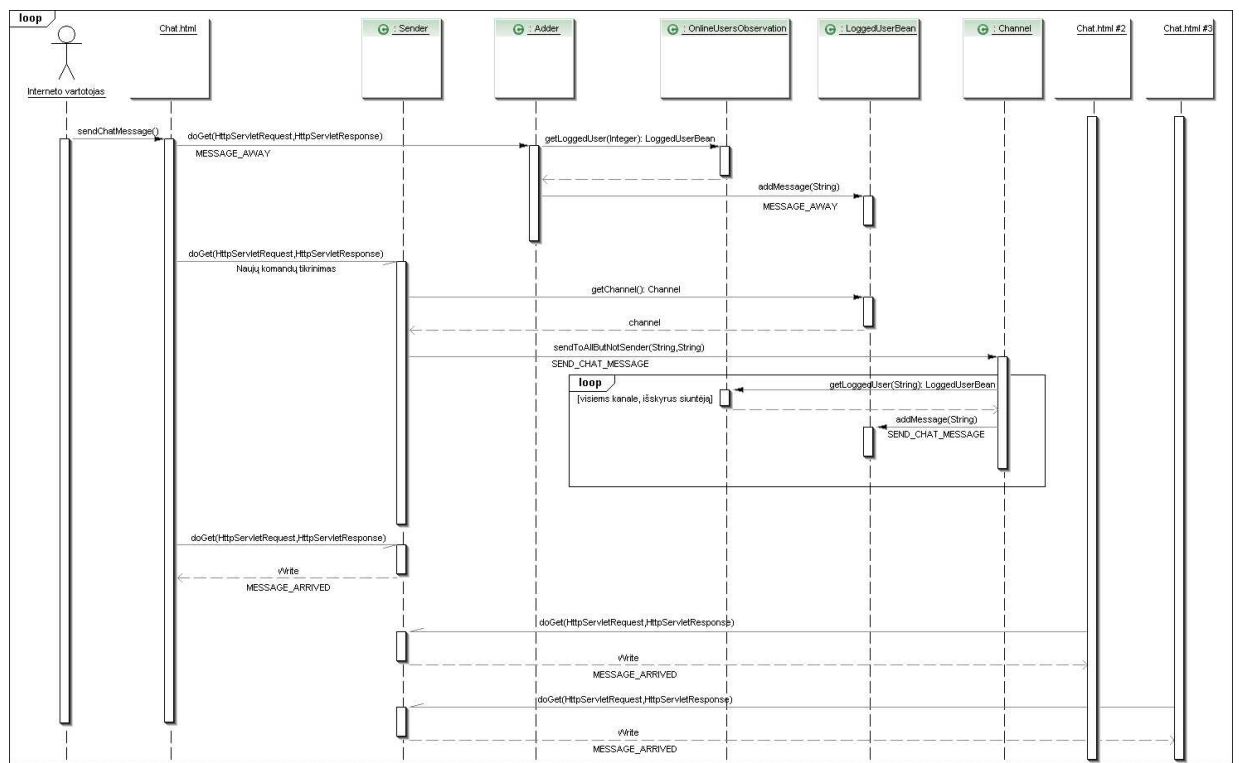 loop
Interneto vartotojas
Chat.html
: Sender
: Adder
: OnlineUsersObservation
: LoggedUserBean
: Channel
Chat.html #2
Chat.html #3
sendChatMessage()
doGet(HttpServletRequest,HttpServletResponse)
MESSAGE_AWAY
getLoggedUser(Integer): LoggedUserBean
addMessage(String)
MESSAGE_AWAY
doGet(HttpServletRequest,HttpServletResponse)
Naujų komandų tikrinimas
getChannel(): Channel
channel
sendToAllButNotSender(String,String)
SEND_CHAT_MESSAGE
loop
[visiems kanale, išskyrus siuntėją]
getLoggedUser(String): LoggedUserBean
addMessage(String)
SEND_CHAT_MESSAGE
doGet(HttpServletRequest,HttpServletResponse)
Write
MESSAGE_ARRIVED
doGet(HttpServletRequest,HttpServletResponse)
Write
MESSAGE_ARRIVED
doGet(HttpServletRequest,HttpServletResponse)
Write
MESSAGE_ARRIVED